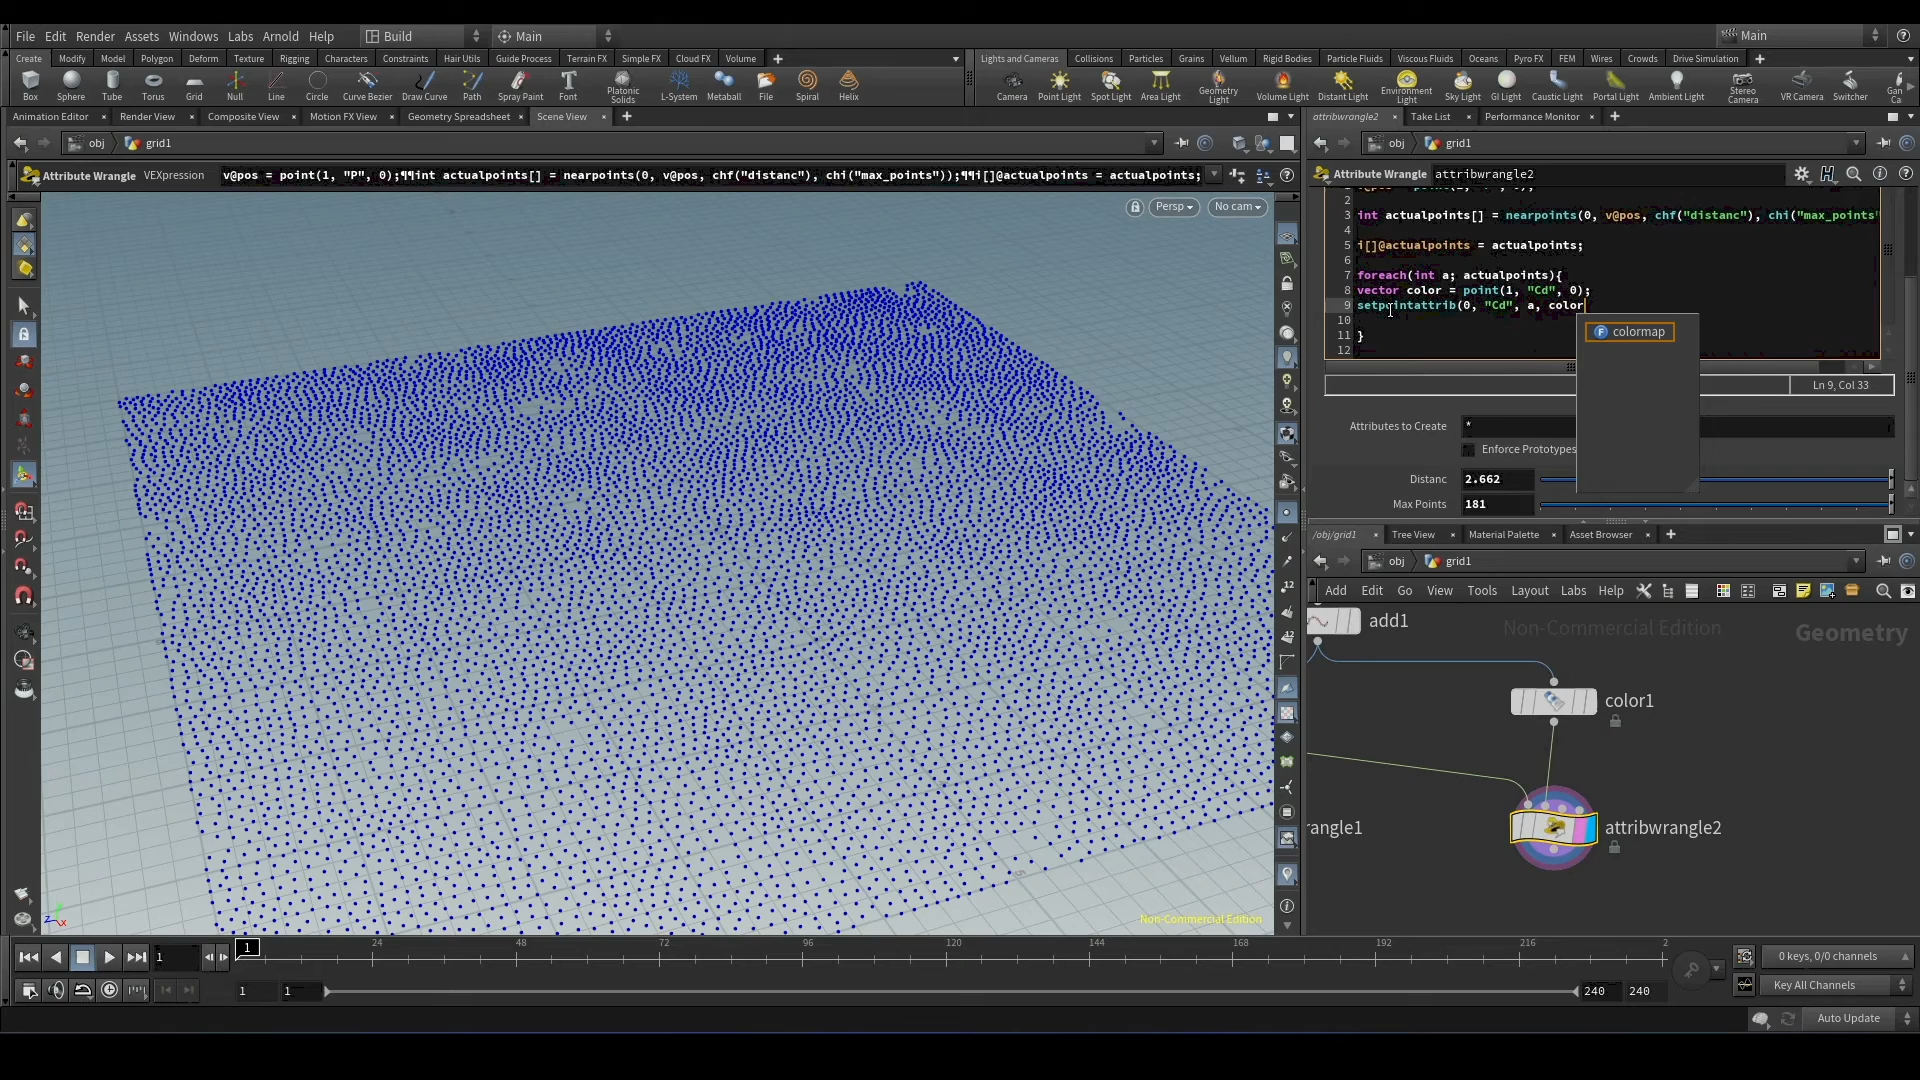 File Edit Render Assets Windows Labs Arnold Help Build Main Main
Create Modify Model Polygon Deform Texture Rigging Characters Constraints Hair Utils Guide Process Terrain FX Simple FX Cloud FX Volume
Lights and Cameras Collisions Particles Grains Vellum Rigid Bodies Particle Fluids Viscous Fluids Oceans Pyro FX FEM Wires Crowds Drive Simulation
Box Sphere Tube Torus Grid Null Line Circle Curve Bezier Draw Curve Path Spray Paint Font Platonic Solids L-System Metaball File Spiral Helix
Camera Point Light Spot Light Area Light Geometry Light Volume Light Distant Light Environment Light Sky Light GI Light Caustic Light Portal Light Ambient Light Stereo Camera VR Camera Switcher Gan Ca
Animation Editor Render View Composite View Motion FX View Geometry Spreadsheet Scene View
attribwrangle2 Take List Performance Monitor
obj grid1
obj grid1
Attribute Wrangle VEXpression v@pos = point(1, "P", 0);¶¶int actualpoints[] = nearpoints(0, v@pos, chf("distanc"), chi("max_points"));¶¶i[]@actualpoints = actualpoints;
Attribute Wrangle attribwrangle2
Persp No cam
2
3 int actualpoints[] = nearpoints(0, v@pos, chf("distanc"), chi("max_points"
4
5 i[]@actualpoints = actualpoints;
6
7 foreach(int a; actualpoints){
8 vector color = point(1, "Cd", 0);
9 setpointattrib(0, "Cd", a, color
10
11 }
12
colormap
Ln 9, Col 33
Attributes to Create *
Enforce Prototypes
Distanc 2.662
Max Points 181
/obj/grid1 Tree View Material Palette Asset Browser
obj grid1
Add Edit Go View Tools Layout Labs Help
add1 Non-Commercial Edition Geometry
color1
rangle1 attribwrangle2
Non-Commercial Edition
1 1 24 48 72 96 120 144 168 192 216 2
0 keys, 0/0 channels
1 1 240 240 Key All Channels
Auto Update